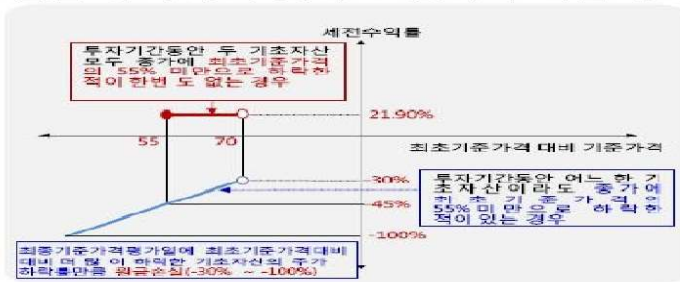 세전수익률
투자기간동안 두 기초자산
모두 종가에 최초기준가격
의 55% 미만으로 하락한
적이 한번 도 없는 경우
21.90%
55
70
최초기준가격 대비 기준가격
-30%
투자기간동안 어느 한 기
초자산이라도 종가에
최초기준가격의
55%미만으로 하락한
적이 있는 경우
-45%
-100%
최종기준가격평가일에 최초기준가격대비
대비 더 많이 하락한 기초자산의 주가
하락률만큼 원금손실(-30% ~ -100%)